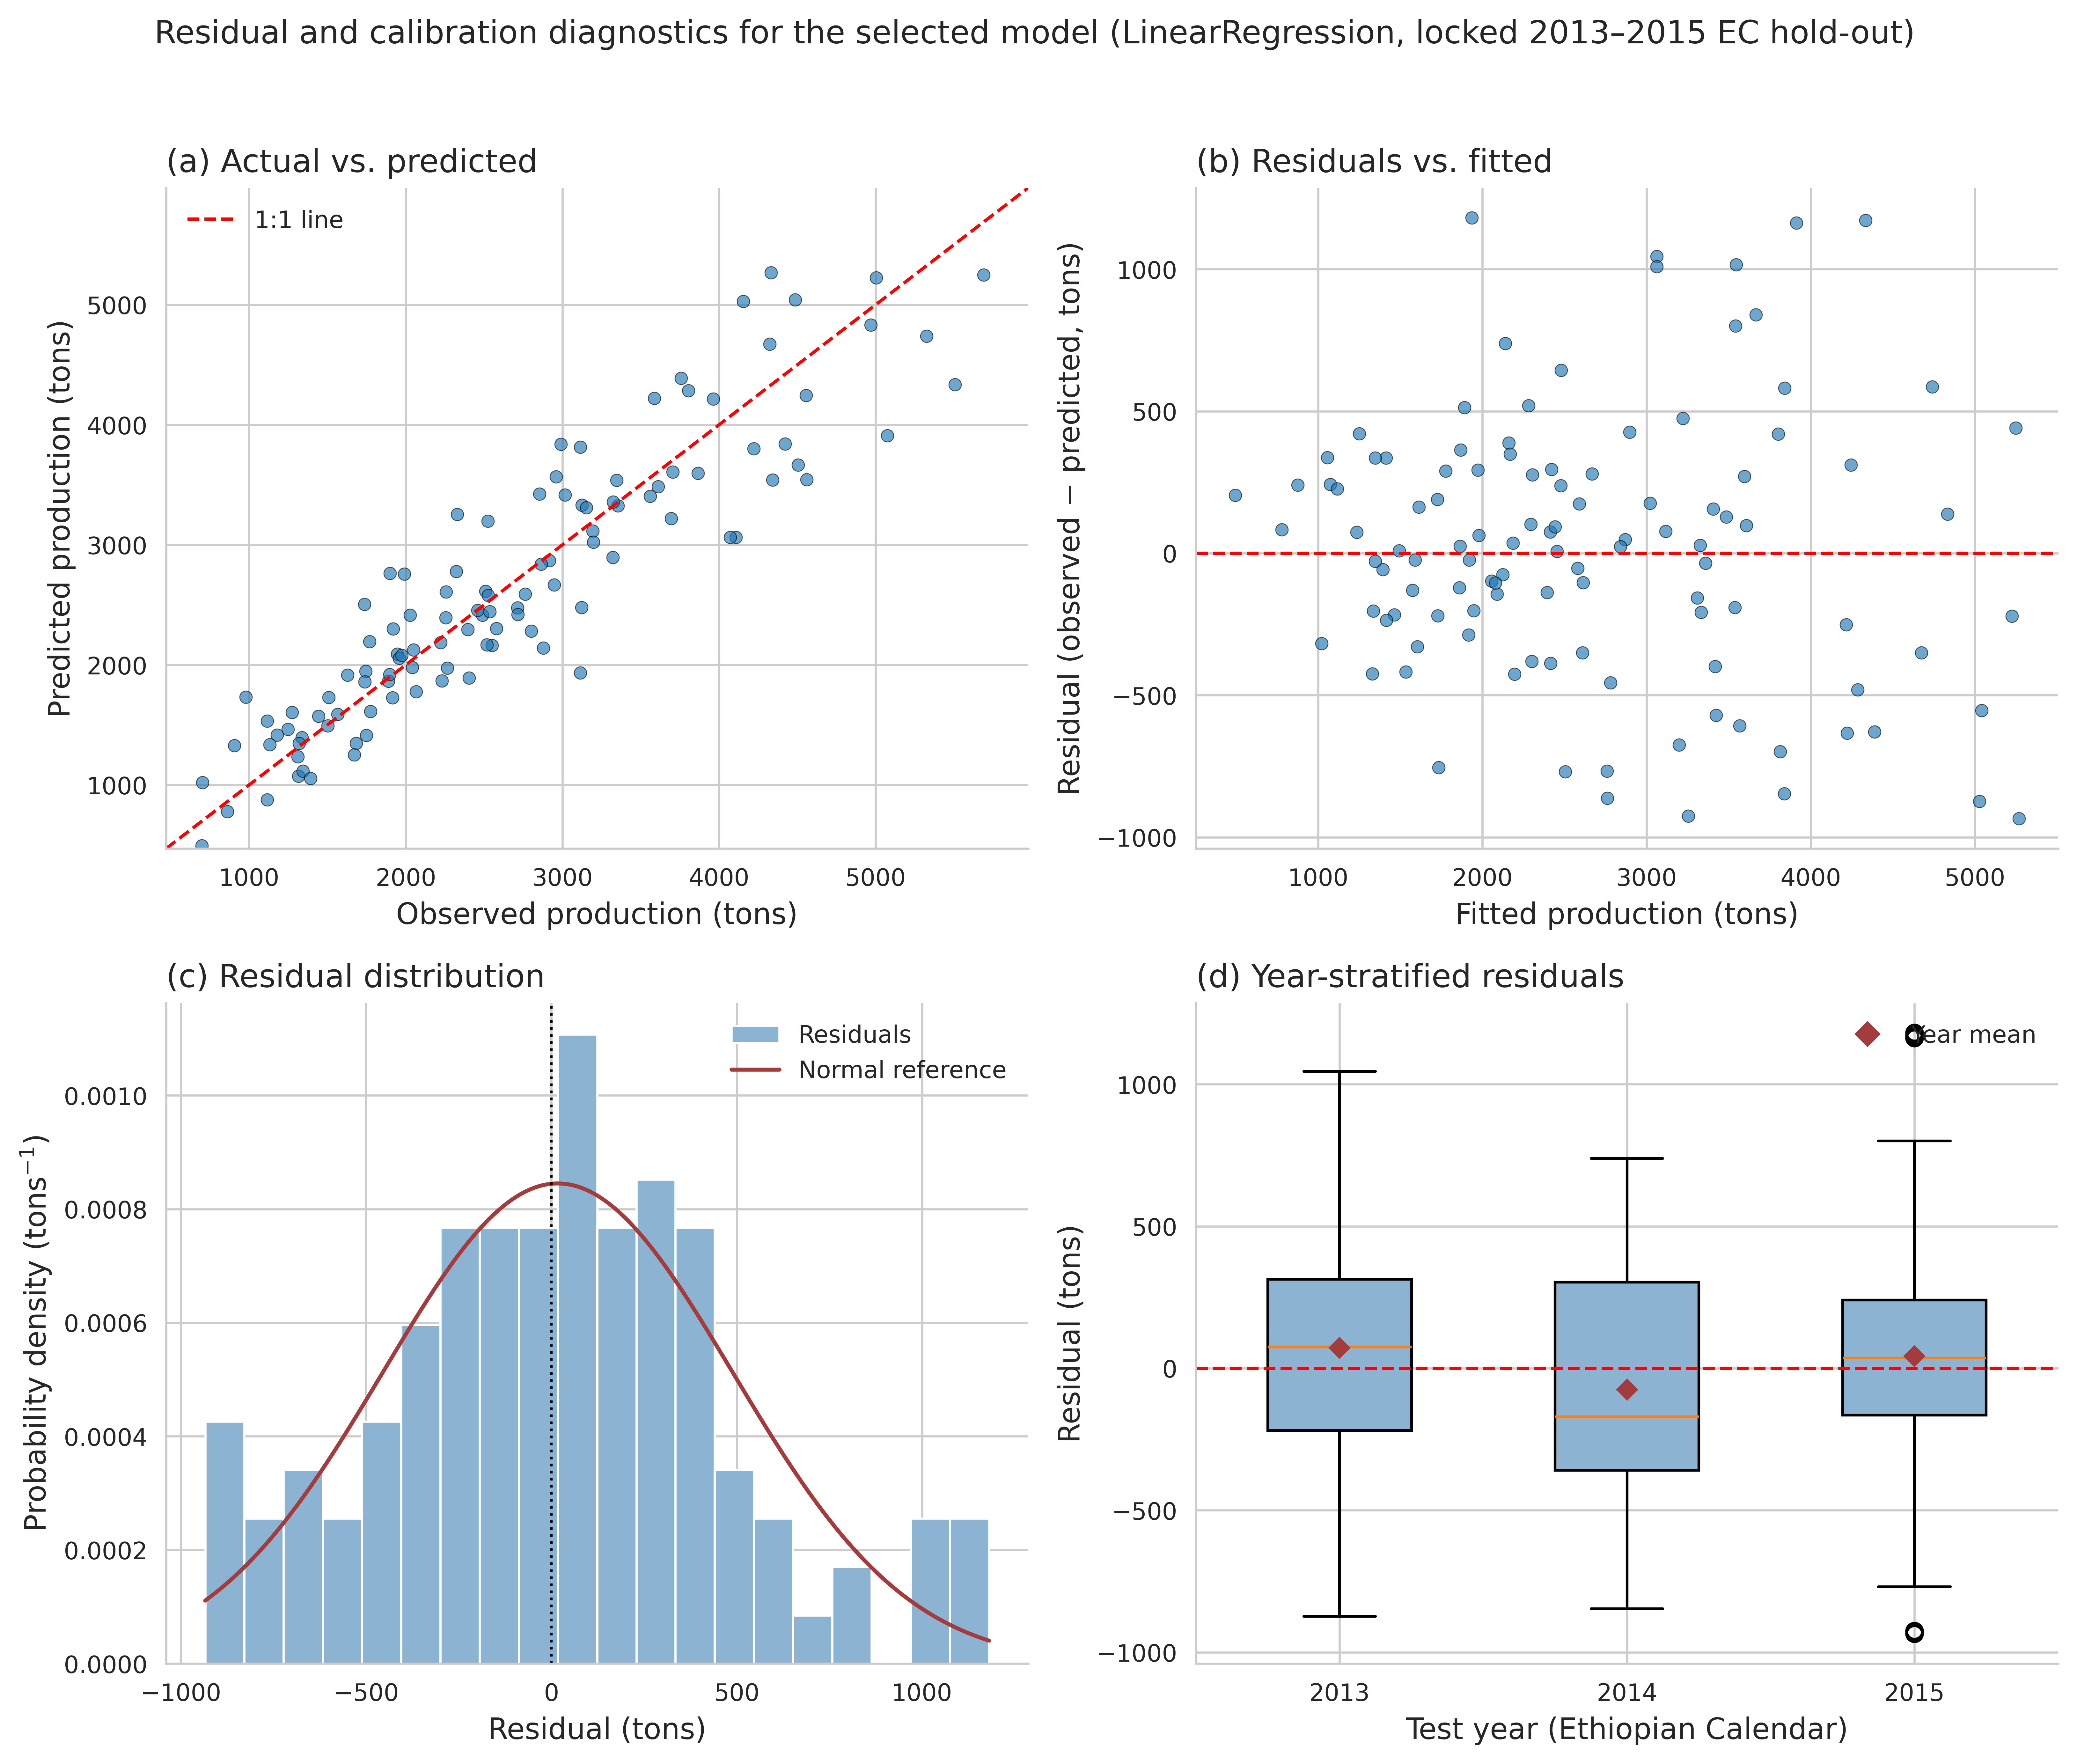 Residual and calibration diagnostics for the selected model (LinearRegression, locked 2013–2015 EC hold-out)
(a) Actual vs. predicted
1:1 line
5000
4000
3000
2000
1000
Predicted production (tons)
1000
2000
3000
4000
5000
Observed production (tons)
(b) Residuals vs. fitted
1000
500
0
−500
−1000
Residual (observed − predicted, tons)
1000
2000
3000
4000
5000
Fitted production (tons)
(c) Residual distribution
Residuals
Normal reference
0.0010
0.0008
0.0006
0.0004
0.0002
0.0000
Probability density (tons⁻¹)
−1000
−500
0
500
1000
Residual (tons)
(d) Year-stratified residuals
Year mean
1000
500
0
−500
−1000
Residual (tons)
2013
2014
2015
Test year (Ethiopian Calendar)